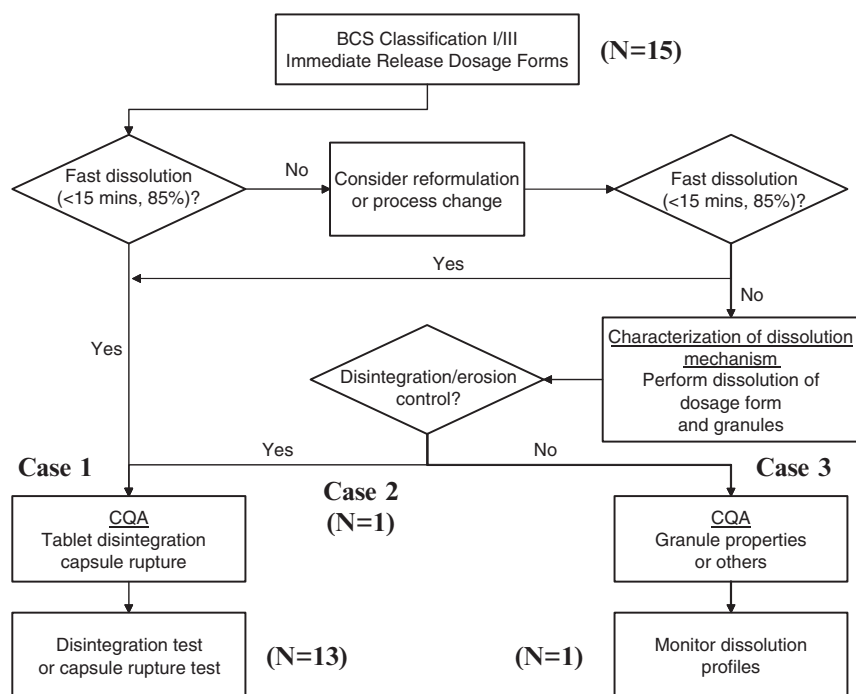 BCS Classification I/III
Immediate Release Dosage Forms
(N=15)
Fast dissolution
(<15 mins, 85%)?
No
Consider reformulation
or process change
Fast dissolution
(<15 mins, 85%)?
Yes
No
Yes
Characterization of dissolution
mechanism
Perform dissolution of
dosage form
and granules
Disintegration/erosion
control?
Yes
No
Case 1
Case 2
(N=1)
Case 3
CQA
Tablet disintegration
capsule rupture
CQA
Granule properties
or others
Disintegration test
or capsule rupture test
(N=13)
(N=1)
Monitor dissolution
profiles